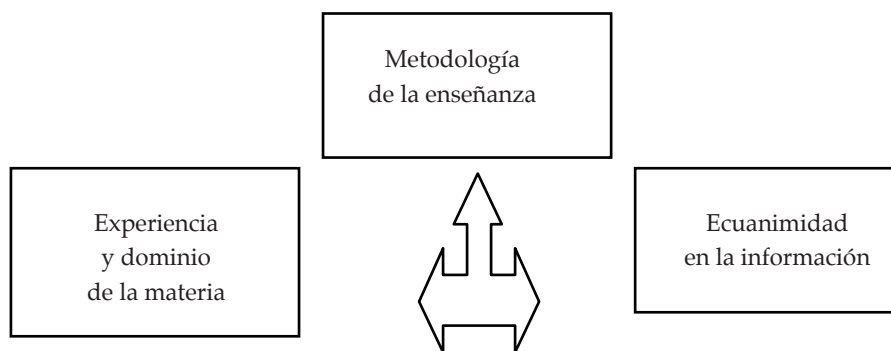 Metodología
de la enseñanza
Experiencia
y dominio
de la materia
Ecuanimidad
en la información